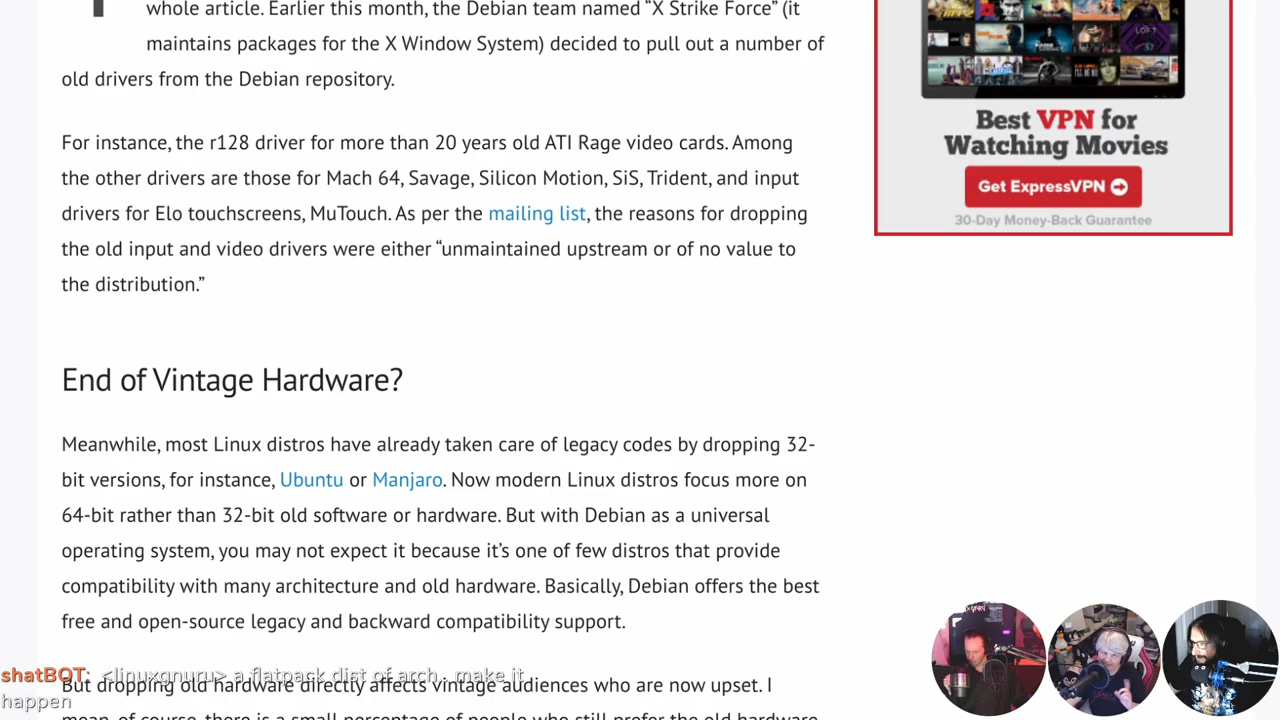 whole article. Earlier this month, the Debian team named “X Strike Force” (it
maintains packages for the X Window System) decided to pull out a number of
old drivers from the Debian repository.
For instance, the r128 driver for more than 20 years old ATI Rage video cards. Among
the other drivers are those for Mach 64, Savage, Silicon Motion, SiS, Trident, and input
drivers for Elo touchscreens, MuTouch. As per the mailing list, the reasons for dropping
the old input and video drivers were either “unmaintained upstream or of no value to
the distribution.”
End of Vintage Hardware?
Meanwhile, most Linux distros have already taken care of legacy codes by dropping 32-
bit versions, for instance, Ubuntu or Manjaro. Now modern Linux distros focus more on
64-bit rather than 32-bit old software or hardware. But with Debian as a universal
operating system, you may not expect it because it’s one of few distros that provide
compatibility with many architecture and old hardware. Basically, Debian offers the best
free and open-source legacy and backward compatibility support.
But dropping old hardware directly affects vintage audiences who are now upset. I
mean, of course, there is a small percentage of people who still prefer the old hardware
shatBOT: <linuxgnuru> a flatpack dist of arch.. make it
happen
LOFT
Best VPN for
Watching Movies
Get ExpressVPN
30-Day Money-Back Guarantee